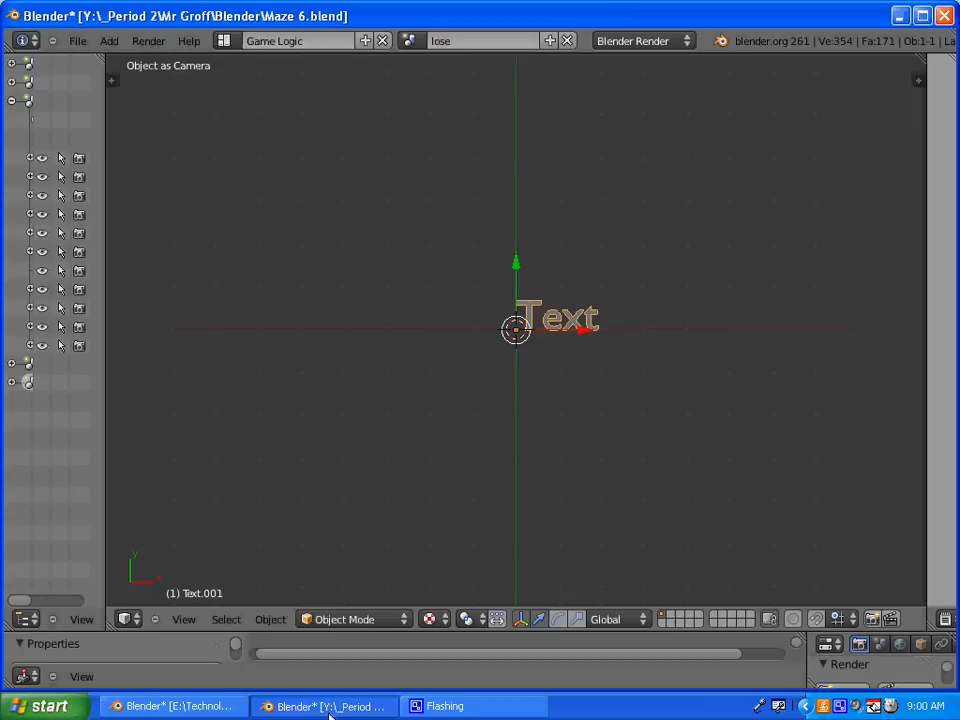 Blender* [Y:\_Period 2\Mr Groff\Blender\Maze 6.blend]
File Add Render Help Game Logic lose Blender Render blender.org 261 | Ve:354 | Fa:171 | Ob:1-1 | La
Object as Camera
Text
y
x
(1) Text.001
View View Select Object Object Mode Global
Properties
Render
View
start Blender* [E:\Technol... Blender* [Y:\_Period ... Flashing 9:00 AM